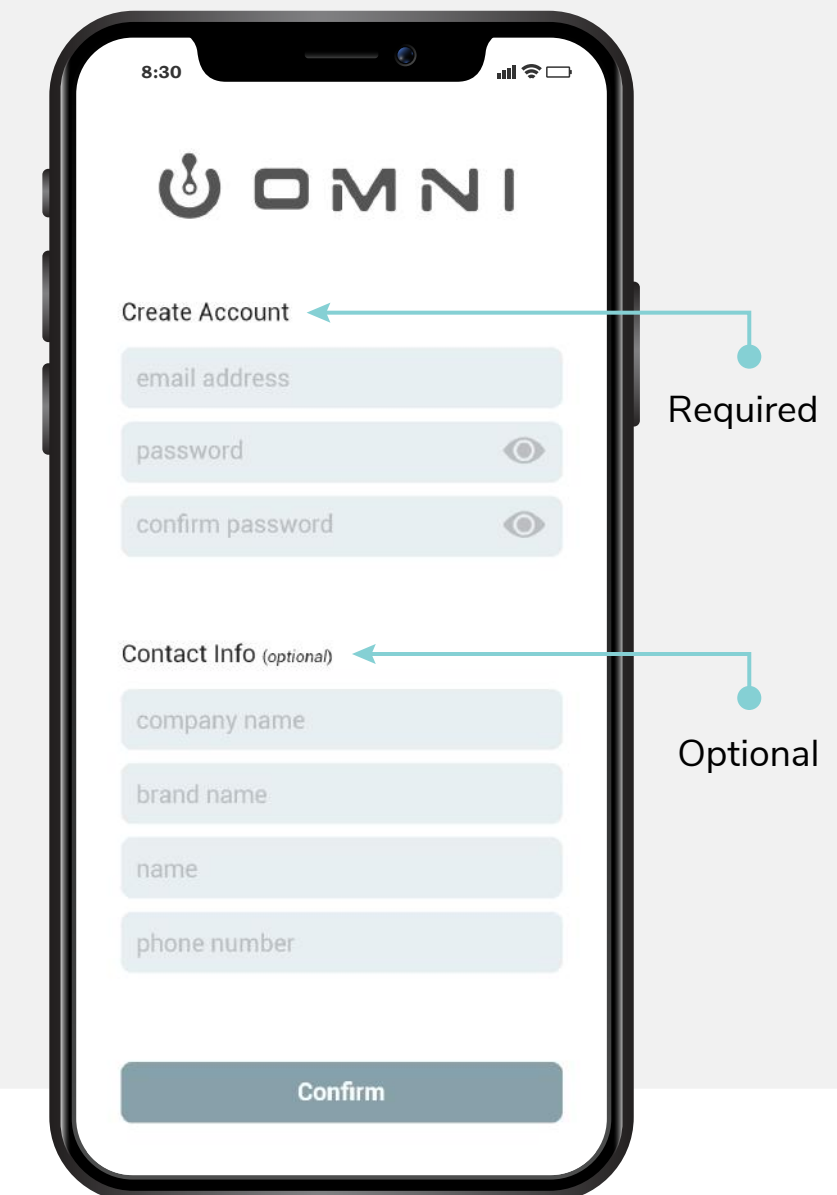 8:30
OMNI
Create Account
Required
email address
password
confirm password
Contact Info (optional)
Optional
company name
brand name
name
phone number
Confirm